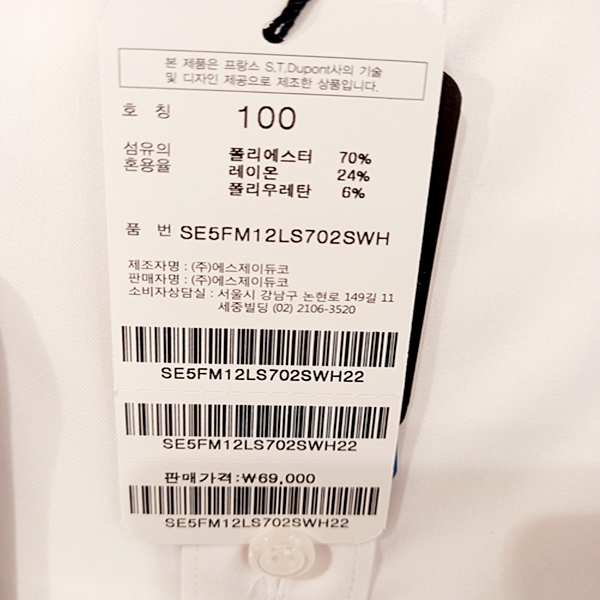 본 제품은 프랑스 S.T.Dupont사의 기술
및 디자인 제공으로 제조한 상품입니다.
호 칭 100
섬유의 혼용율
폴리에스터 70%
레이온 24%
폴리우레탄 6%
품 번 SE5FM12LS702SWH
제조자명 : (주)에스제이듀코
판매자명 : (주)에스제이듀코
소비자상담실 : 서울시 강남구 논현로 149길 11
세중빌딩 (02) 2106-3520
SE5FM12LS702SWH22
SE5FM12LS702SWH22
판매가격:₩69,000
SE5FM12LS702SWH22